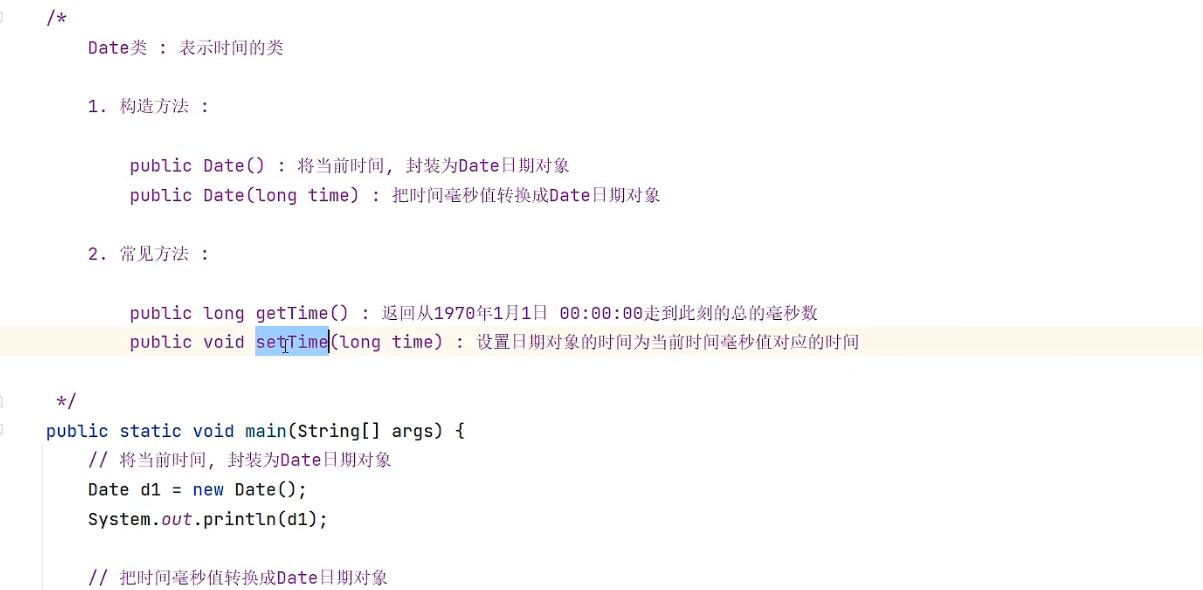 /*
Date类 : 表示时间的类
1. 构造方法 :
public Date() : 将当前时间, 封装为Date日期对象
public Date(long time) : 把时间毫秒值转换成Date日期对象
2. 常见方法 :
public long getTime() : 返回从1970年1月1日 00:00:00走到此刻的总的毫秒数
public void setTime(long time) : 设置日期对象的时间为当前时间毫秒值对应的时间
*/
public static void main(String[] args) {
// 将当前时间, 封装为Date日期对象
Date d1 = new Date();
System.out.println(d1);
// 把时间毫秒值转换成Date日期对象